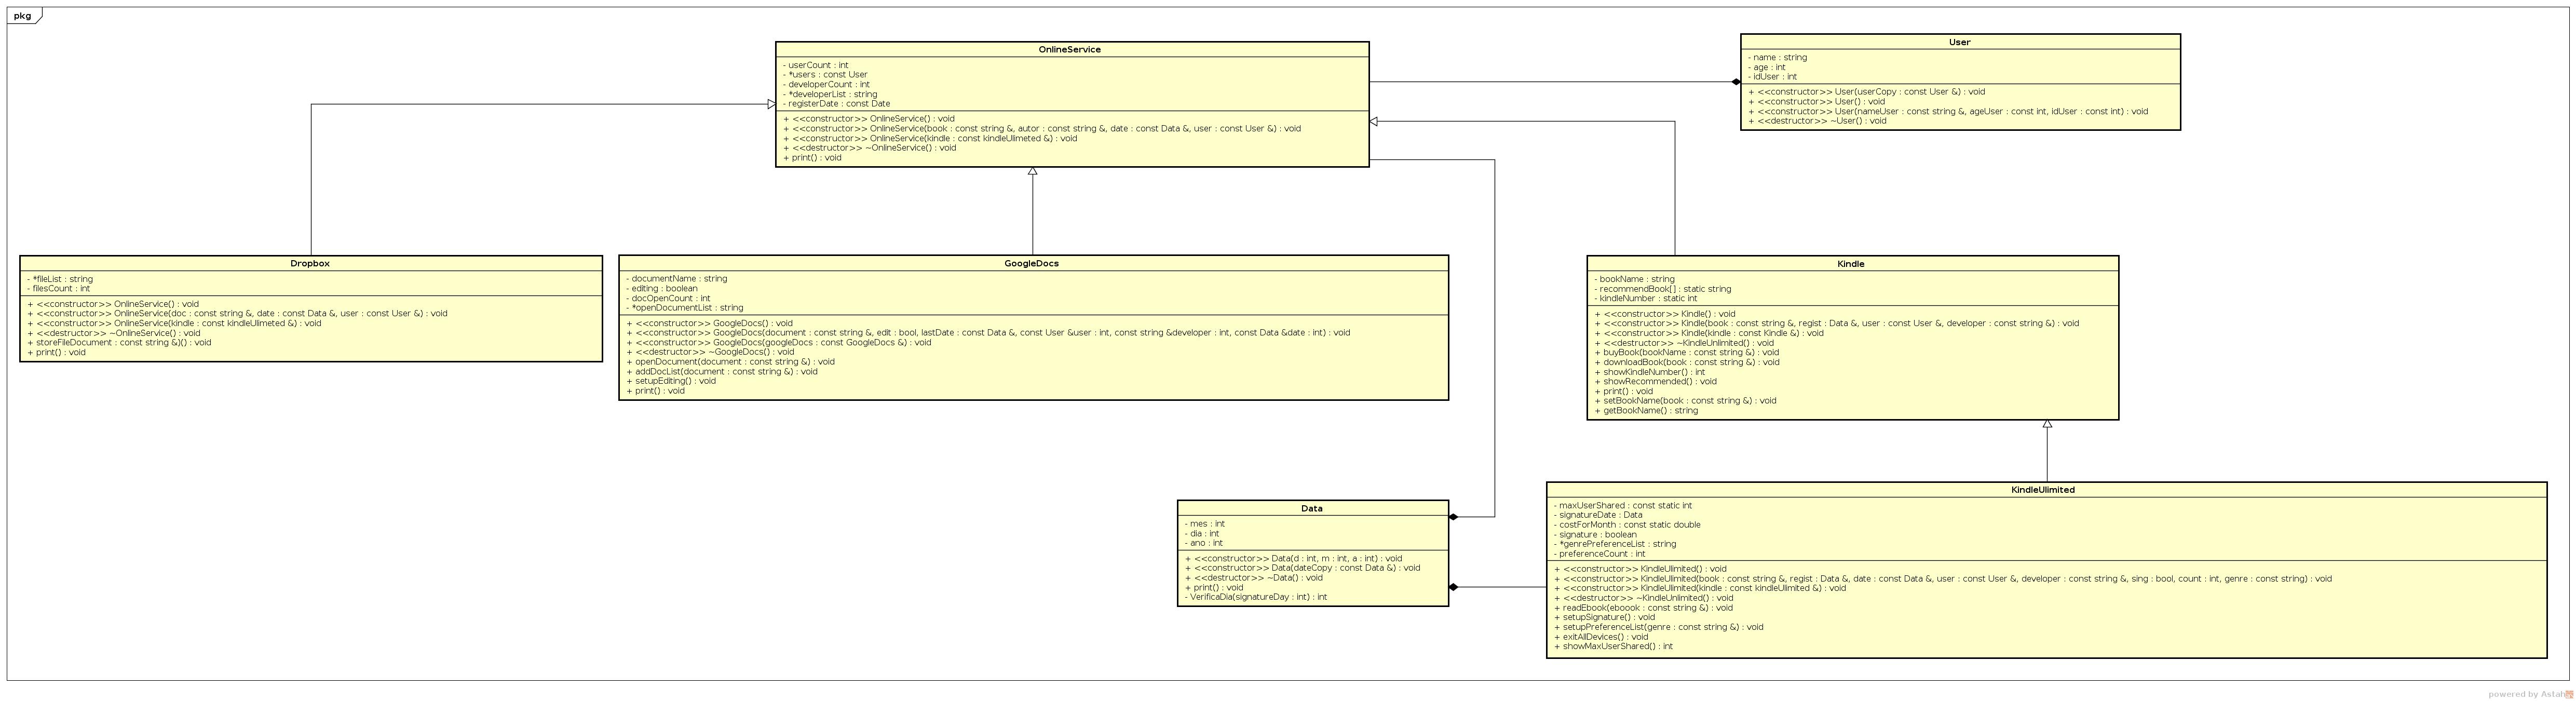 pkg
OnlineService
- userCount : int
- *users : const User
- developerCount : int
- *developerList : string
- registerDate : const Date
+ <<constructor>> OnlineService() : void
+ <<constructor>> OnlineService(book : const string &, autor : const string &, date : const Data &, user : const User &) : void
+ <<constructor>> OnlineService(kindle : const kindleUlimeted &) : void
+ <<destructor>> ~OnlineService() : void
+ print() : void
User
- name : string
- age : int
- idUser : int
+ <<constructor>> User(userCopy : const User &) : void
+ <<constructor>> User() : void
+ <<constructor>> User(nameUser : const string &, ageUser : const int, idUser : const int) : void
+ <<destructor>> ~User() : void
Dropbox
- *fileList : string
- filesCount : int
+ <<constructor>> OnlineService() : void
+ <<constructor>> OnlineService(doc : const string &, date : const Data &, user : const User &) : void
+ <<constructor>> OnlineService(kindle : const kindleUlimeted &) : void
+ <<destructor>> ~OnlineService() : void
+ storeFileDocument : const string &)() : void
+ print() : void
GoogleDocs
- documentName : string
- editing : boolean
- docOpenCount : int
- *openDocumentList : string
+ <<constructor>> GoogleDocs() : void
+ <<constructor>> GoogleDocs(document : const string &, edit : bool, lastDate : const Data &, const User &user : int, const string &developer : int, const Data &date : int) : void
+ <<constructor>> GoogleDocs(googleDocs : const GoogleDocs &) : void
+ <<destructor>> ~GoogleDocs() : void
+ openDocument(document : const string &) : void
+ addDocList(document : const string &) : void
+ setupEditing() : void
+ print() : void
Kindle
- bookName : string
- recommendBook[] : static string
- kindleNumber : static int
+ <<constructor>> Kindle() : void
+ <<constructor>> Kindle(book : const string &, regist : Data &, user : const User &, developer : const string &) : void
+ <<constructor>> Kindle(kindle : const Kindle &) : void
+ <<destructor>> ~KindleUnlimited() : void
+ buyBook(bookName : const string &) : void
+ downloadBook(book : const string &) : void
+ showKindleNumber() : int
+ showRecommended() : void
+ print() : void
+ setBookName(book : const string &) : void
+ getBookName() : string
Data
- mes : int
- dia : int
- ano : int
+ <<constructor>> Data(d : int, m : int, a : int) : void
+ <<constructor>> Data(dateCopy : const Data &) : void
+ <<destructor>> ~Data() : void
+ print() : void
- VerificaDia(signatureDay : int) : int
KindleUlimited
- maxUserShared : const static int
- signatureDate : Data
- costForMonth : const static double
- signature : boolean
- *genrePreferenceList : string
- preferenceCount : int
+ <<constructor>> KindleUlimited() : void
+ <<constructor>> KindleUlimited(book : const string &, regist : Data &, date : const Data &, user : const User &, developer : const string &, sing : bool, count : int, genre : const string) : void
+ <<constructor>> KindleUlimited(kindle : const kindleUlimited &) : void
+ <<destructor>> ~KindleUnlimited() : void
+ readEbook(eboook : const string &) : void
+ setupSignature() : void
+ setupPreferenceList(genre : const string &) : void
+ exitAllDevices() : void
+ showMaxUserShared() : int
powered by Astah